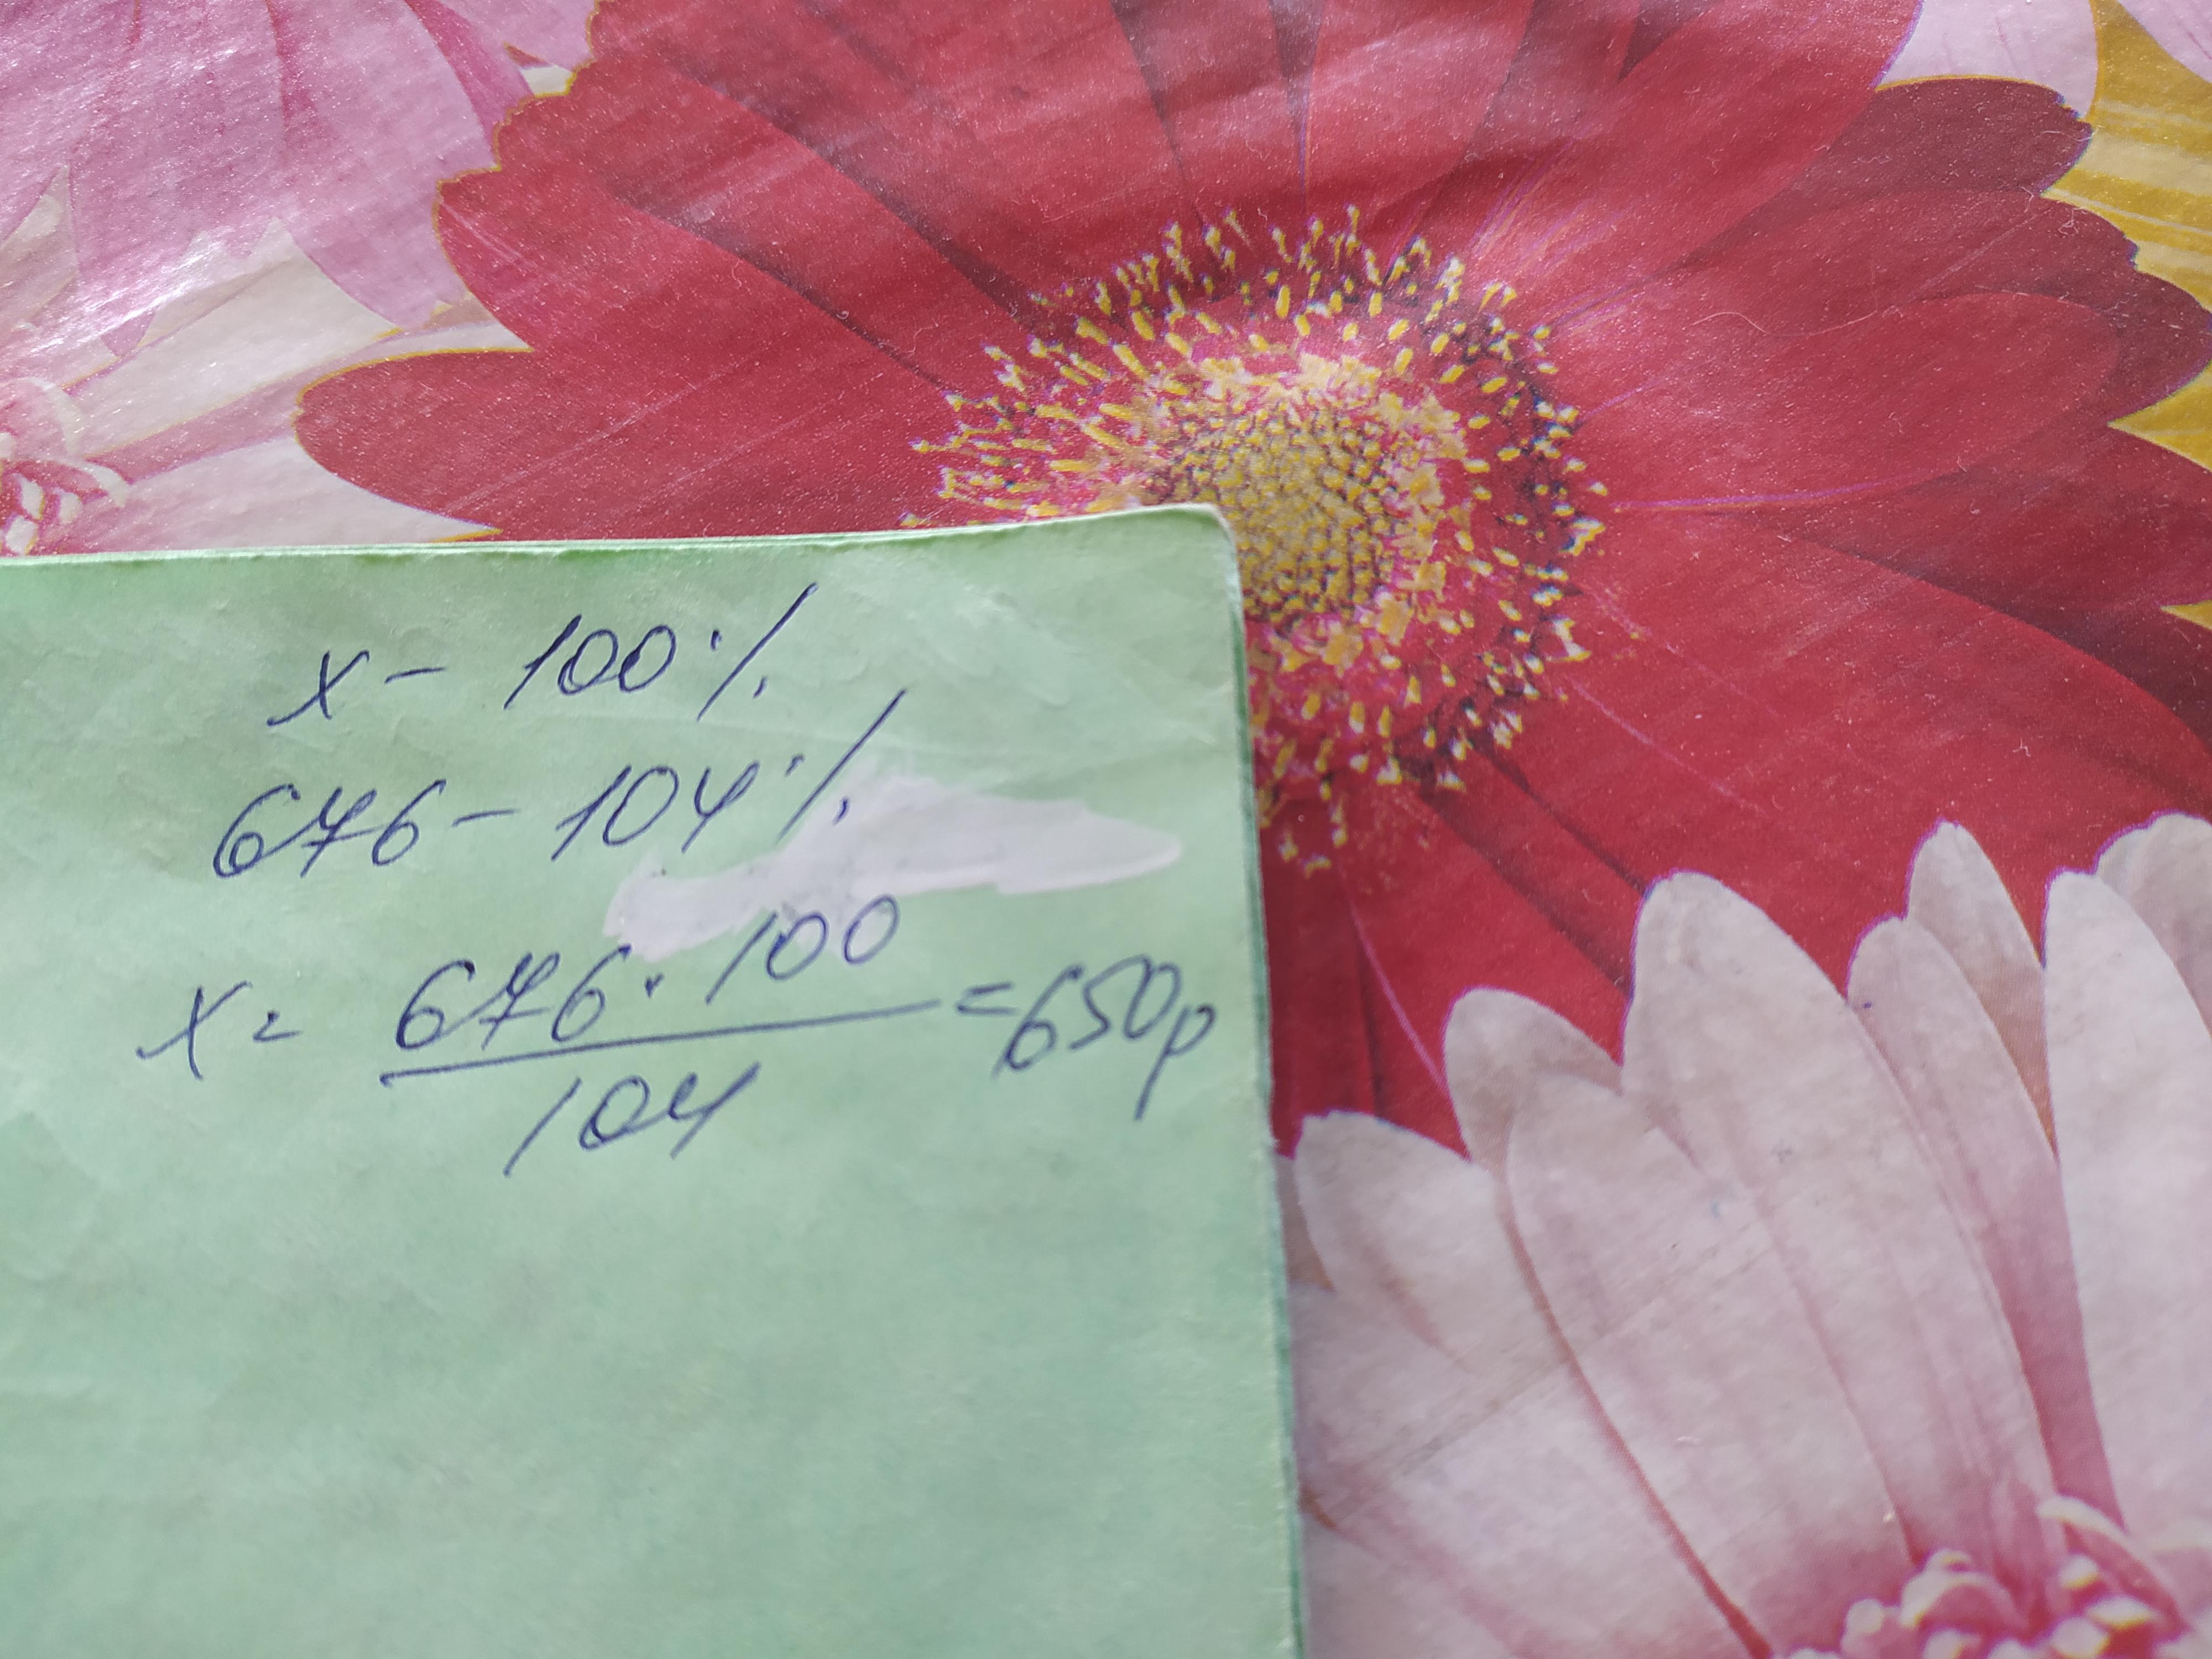 x - 100%
676 - 104%
x = 676 · 100 / 104 = 650р